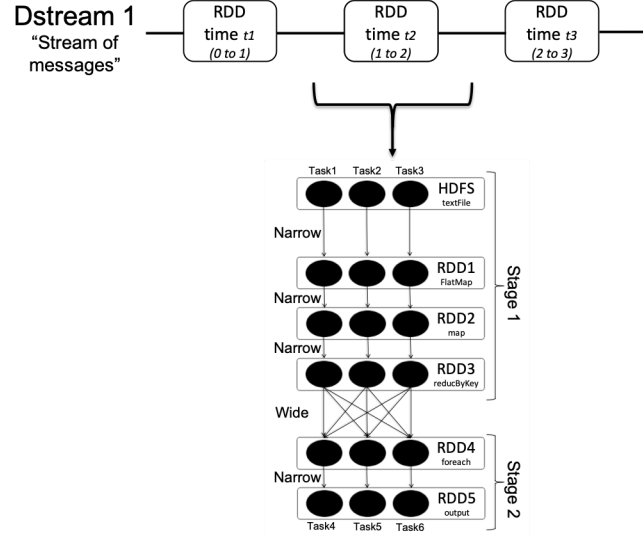 Dstream 1
“Stream of
messages”
RDD
time t1
(0 to 1)
RDD
time t2
(1 to 2)
RDD
time t3
(2 to 3)
Task1 Task2 Task3
HDFS
textFile
Narrow
RDD1
FlatMap
Narrow
RDD2
map
Narrow
RDD3
reducByKey
Stage 1
Wide
RDD4
foreach
Narrow
RDD5
output
Stage 2
Task4 Task5 Task6